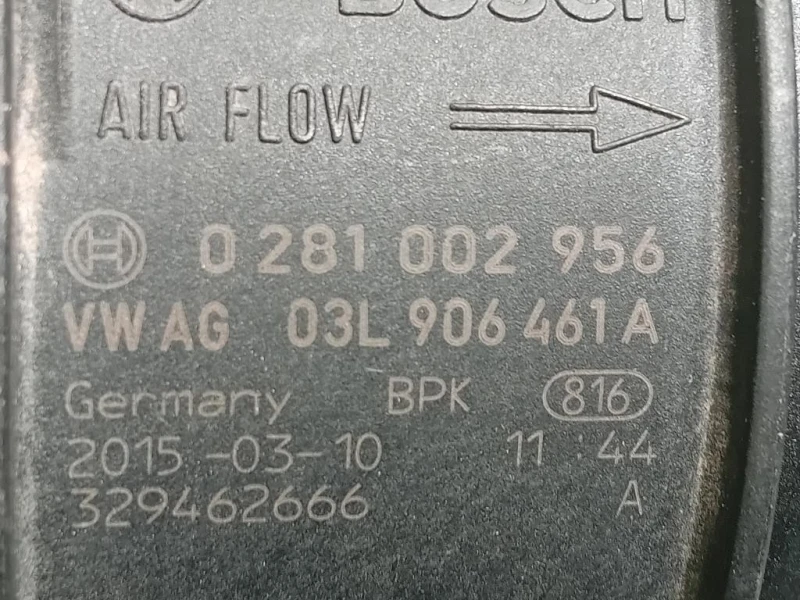 Bosch
AIR FLOW
0 281 002 956
VW AG 03L 906 461 A
Germany BPK 816
2015-03-10 11:44
329462666 A